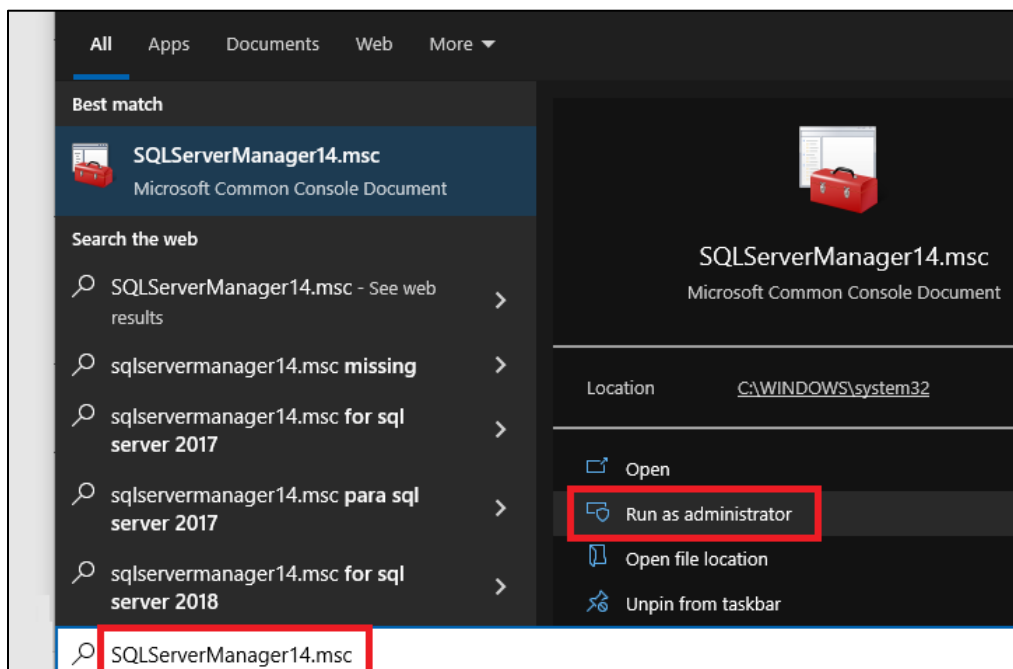 All Apps Documents Web More
Best match
SQLServerManager14.msc
Microsoft Common Console Document
Search the web
SQLServerManager14.msc - See web
results
sqlservermanager14.msc missing
sqlservermanager14.msc for sql
server 2017
sqlservermanager14.msc para sql
server 2017
sqlservermanager14.msc for sql
server 2018
SQLServerManager14.msc
Microsoft Common Console Document
Location C:\WINDOWS\system32
Open
Run as administrator
Open file location
Unpin from taskbar
SQLServerManager14.msc